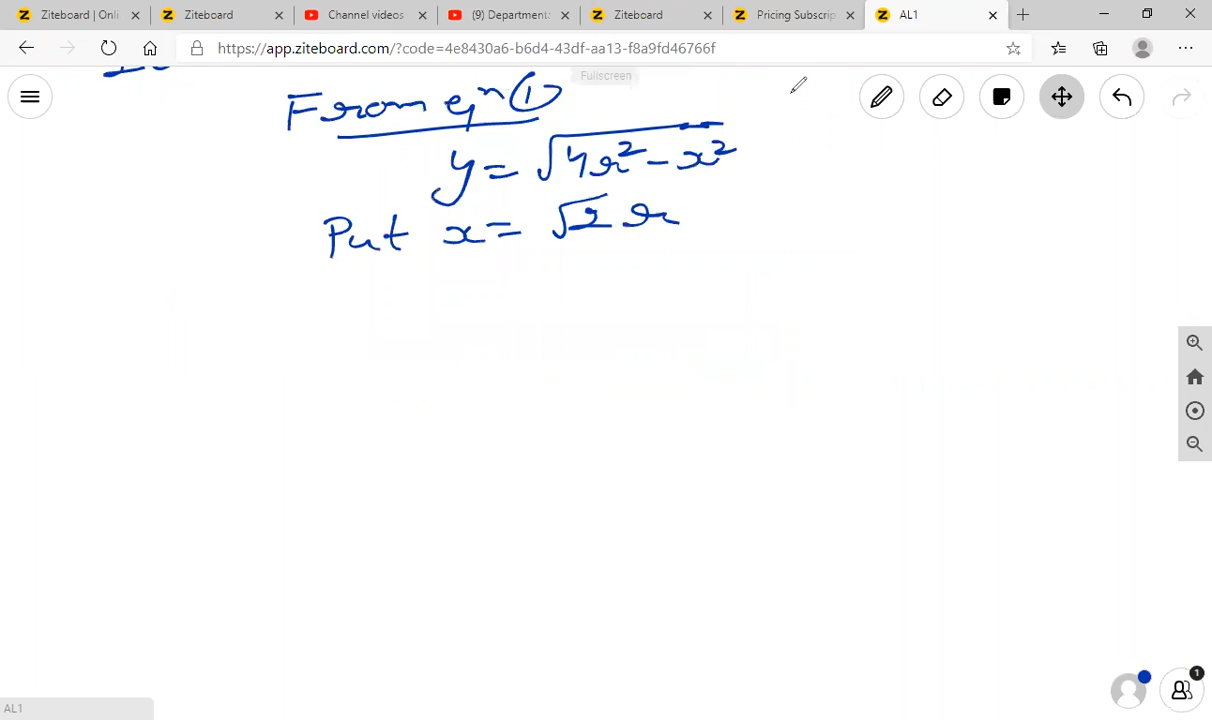 Ziteboard | Onli
Ziteboard
Channel videos
(9) Department
Ziteboard
Pricing Subscrip
AL1
https://app.ziteboard.com/?code=4e8430a6-b6d4-43df-aa13-f8a9fd46766f
Fullscreen
From eqⁿ ①
y = √(4r² - x²)
Put x = √2 r
1
AL1